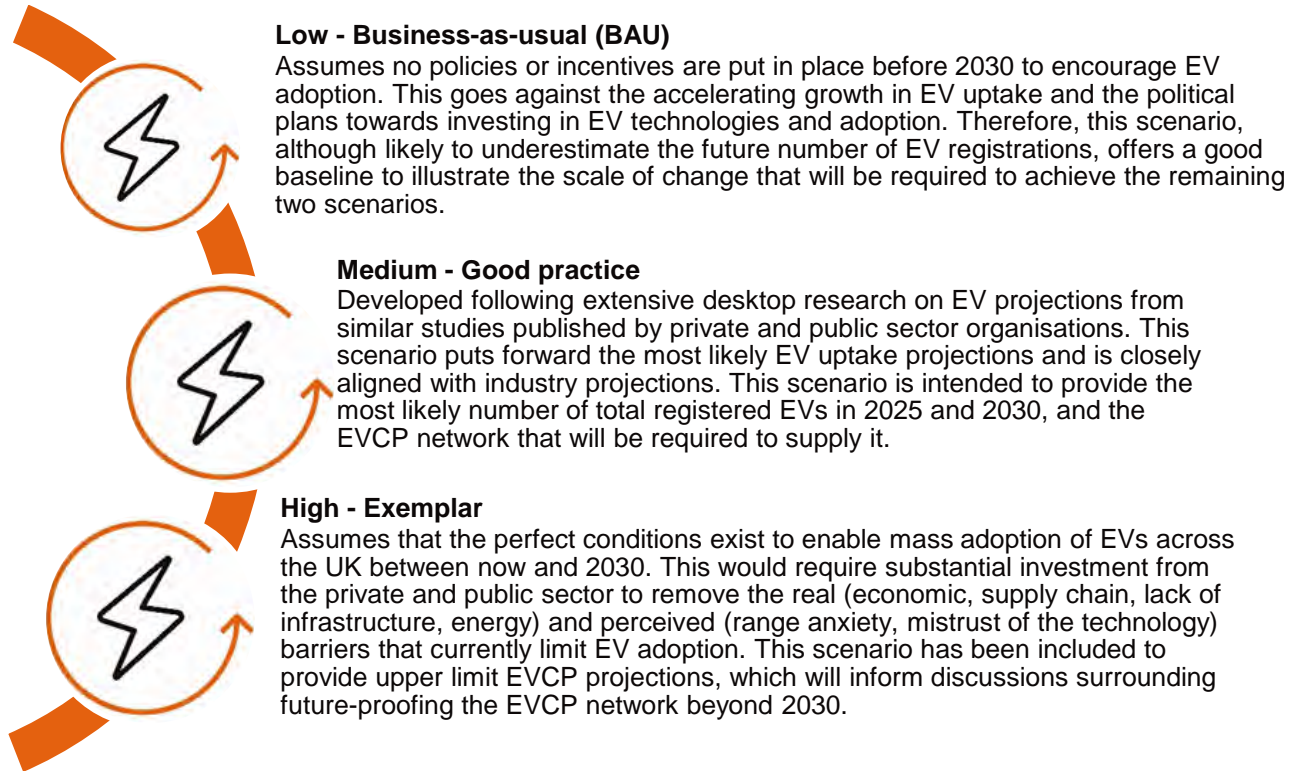 Low - Business-as-usual (BAU)
Assumes no policies or incentives are put in place before 2030 to encourage EV
adoption. This goes against the accelerating growth in EV uptake and the political
plans towards investing in EV technologies and adoption. Therefore, this scenario,
although likely to underestimate the future number of EV registrations, offers a good
baseline to illustrate the scale of change that will be required to achieve the remaining
two scenarios.
Medium - Good practice
Developed following extensive desktop research on EV projections from
similar studies published by private and public sector organisations. This
scenario puts forward the most likely EV uptake projections and is closely
aligned with industry projections. This scenario is intended to provide the
most likely number of total registered EVs in 2025 and 2030, and the
EVCP network that will be required to supply it.
High - Exemplar
Assumes that the perfect conditions exist to enable mass adoption of EVs across
the UK between now and 2030. This would require substantial investment from
the private and public sector to remove the real (economic, supply chain, lack of
infrastructure, energy) and perceived (range anxiety, mistrust of the technology)
barriers that currently limit EV adoption. This scenario has been included to
provide upper limit EVCP projections, which will inform discussions surrounding
future-proofing the EVCP network beyond 2030.